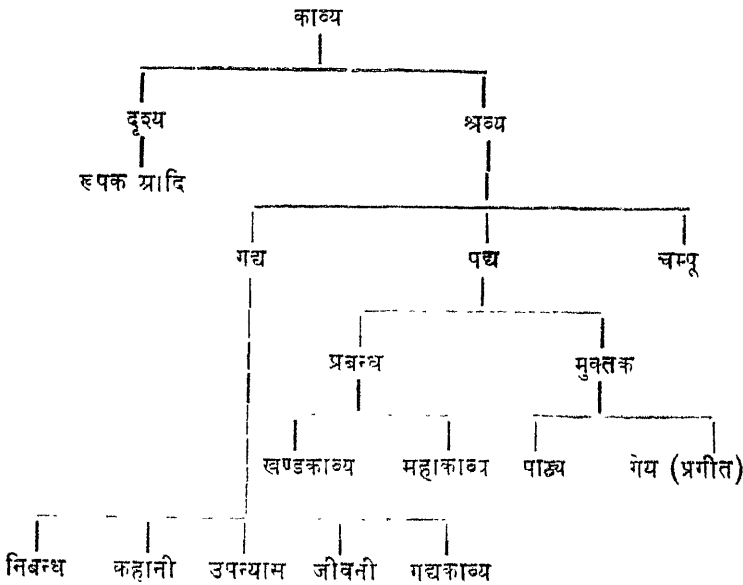 काव्य
दृश्य श्रव्य
रूपक आदि
गद्य पद्य चम्पू
प्रबन्ध मुक्तक
खण्डकाव्य महाकाव्य पाठ्य गेय (प्रगीत)
निबन्ध कहानी उपन्यास जीवनी गद्यकाव्य